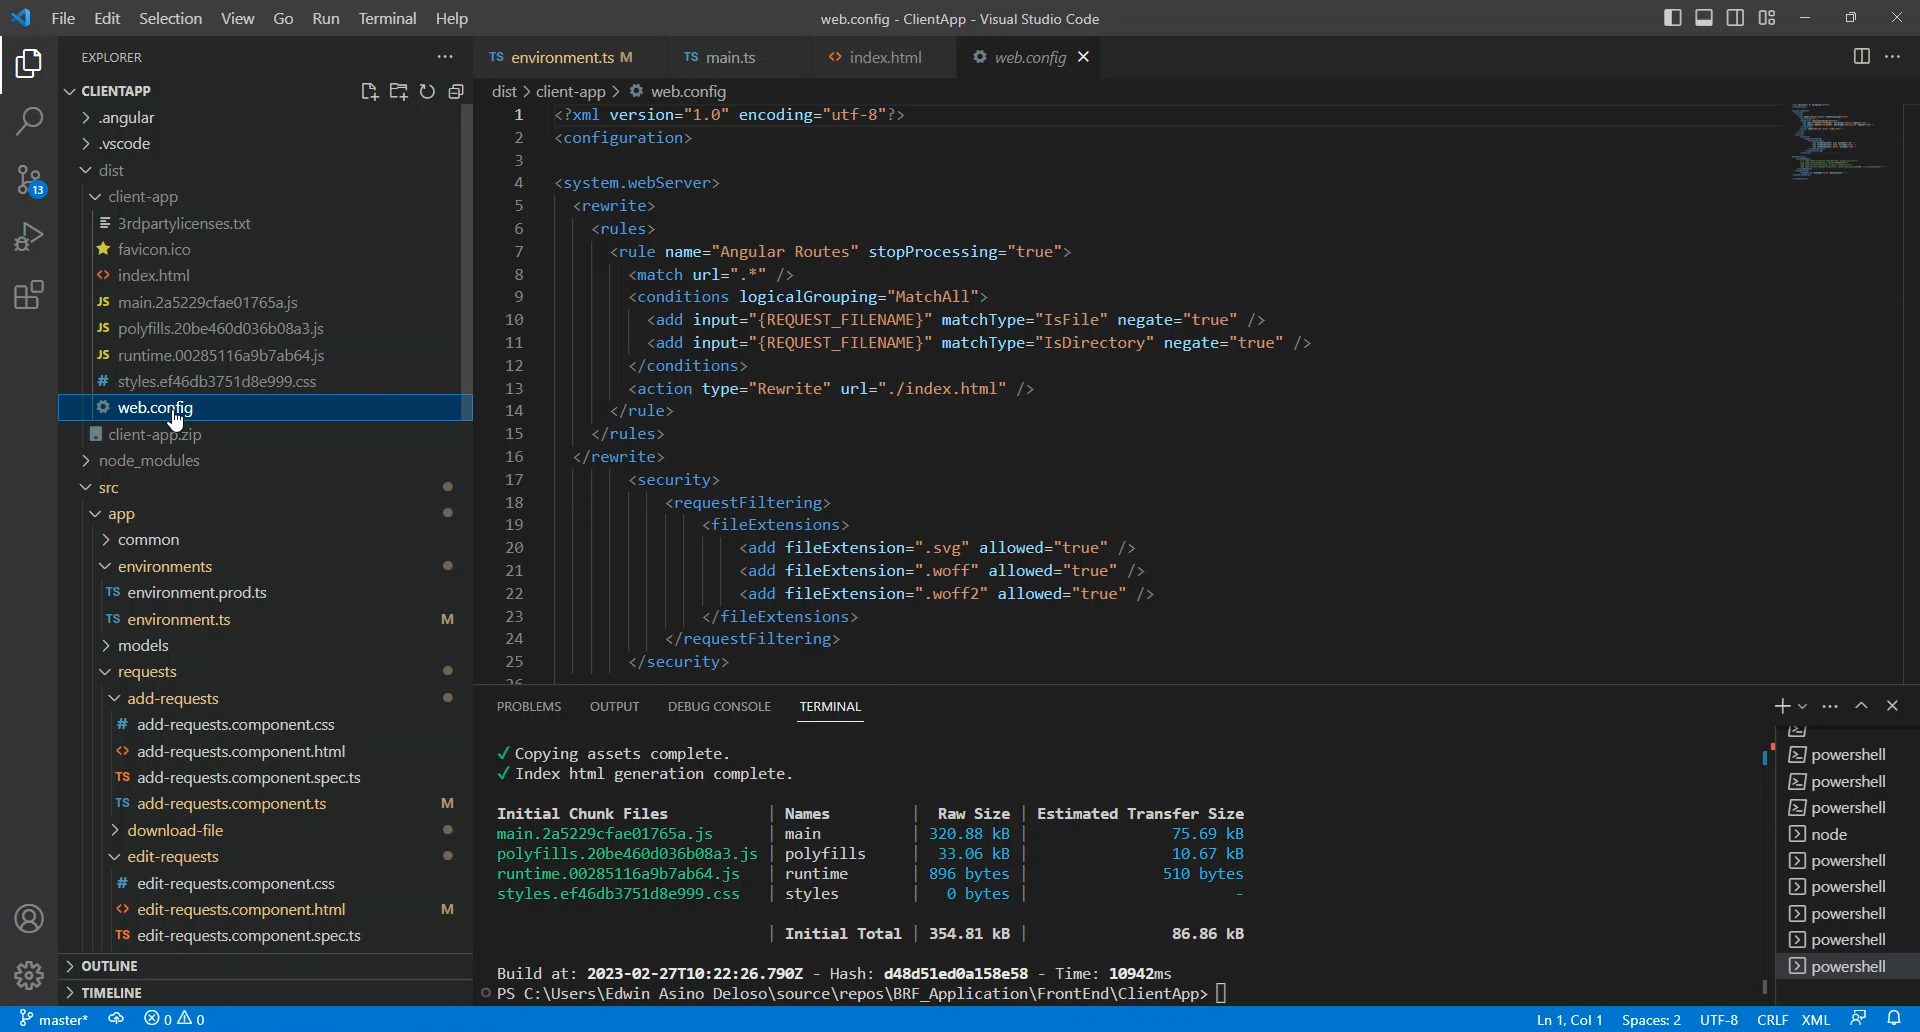 File Edit Selection View Go Run Terminal Help
web.config - ClientApp - Visual Studio Code
EXPLORER
CLIENTAPP
.angular
.vscode
dist
client-app
3rdpartylicenses.txt
favicon.ico
index.html
JS main.2a5229cfae01765a.js
JS polyfills.20be460d036b08a3.js
JS runtime.00285116a9b7ab64.js
# styles.ef46db3751d8e999.css
web.config
client-app.zip
node_modules
src
app
common
environments
TS environment.prod.ts
TS environment.ts M
models
requests
add-requests
# add-requests.component.css
<> add-requests.component.html
TS add-requests.component.spec.ts
TS add-requests.component.ts M
download-file
edit-requests
# edit-requests.component.css
<> edit-requests.component.html M
TS edit-requests.component.spec.ts
OUTLINE
TIMELINE
13
TS environment.ts M
TS main.ts
<> index.html
web.config
dist > client-app > web.config
1 <?xml version="1.0" encoding="utf-8"?>
2 <configuration>
3
4 <system.webServer>
5 <rewrite>
6 <rules>
7 <rule name="Angular Routes" stopProcessing="true">
8 <match url=".*" />
9 <conditions logicalGrouping="MatchAll">
10 <add input="{REQUEST_FILENAME}" matchType="IsFile" negate="true" />
11 <add input="{REQUEST_FILENAME}" matchType="IsDirectory" negate="true" />
12 </conditions>
13 <action type="Rewrite" url="./index.html" />
14 </rule>
15 </rules>
16 </rewrite>
17 <security>
18 <requestFiltering>
19 <fileExtensions>
20 <add fileExtension=".svg" allowed="true" />
21 <add fileExtension=".woff" allowed="true" />
22 <add fileExtension=".woff2" allowed="true" />
23 </fileExtensions>
24 </requestFiltering>
25 </security>
26
PROBLEMS OUTPUT DEBUG CONSOLE TERMINAL
✓ Copying assets complete.
✓ Index html generation complete.
Initial Chunk Files | Names | Raw Size | Estimated Transfer Size
main.2a5229cfae01765a.js | main | 320.88 kB | 75.69 kB
polyfills.20be460d036b08a3.js | polyfills | 33.06 kB | 10.67 kB
runtime.00285116a9b7ab64.js | runtime | 896 bytes | 510 bytes
styles.ef46db3751d8e999.css | styles | 0 bytes | -
| Initial Total | 354.81 kB | 86.86 kB
Build at: 2023-02-27T10:22:26.790Z - Hash: d48d51ed0a158e58 - Time: 10942ms
PS C:\Users\Edwin Asino Deloso\source\repos\BRF_Application\FrontEnd\ClientApp>
powershell
powershell
powershell
node
powershell
powershell
powershell
powershell
powershell
master* 0 0
Ln 1, Col 1 Spaces: 2 UTF-8 CRLF XML